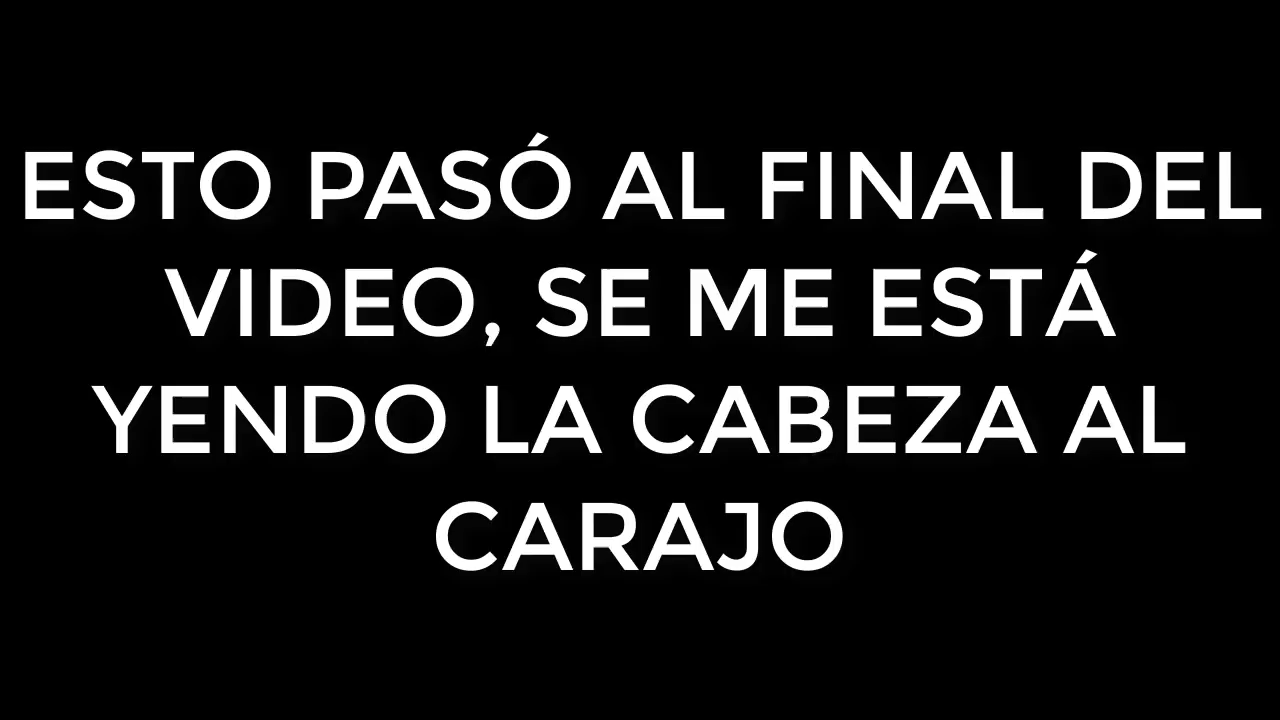 ESTO PASÓ AL FINAL DEL
VIDEO, SE ME ESTÁ
YENDO LA CABEZA AL
CARAJO